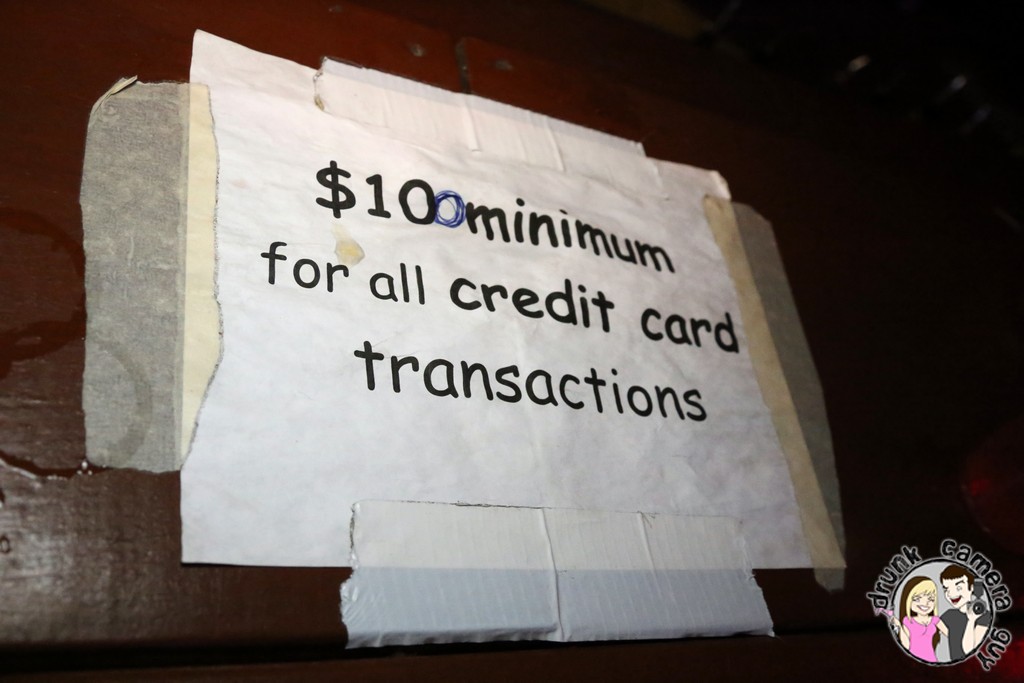 $100 minimum
for all credit card
transactions
drunk camera guy